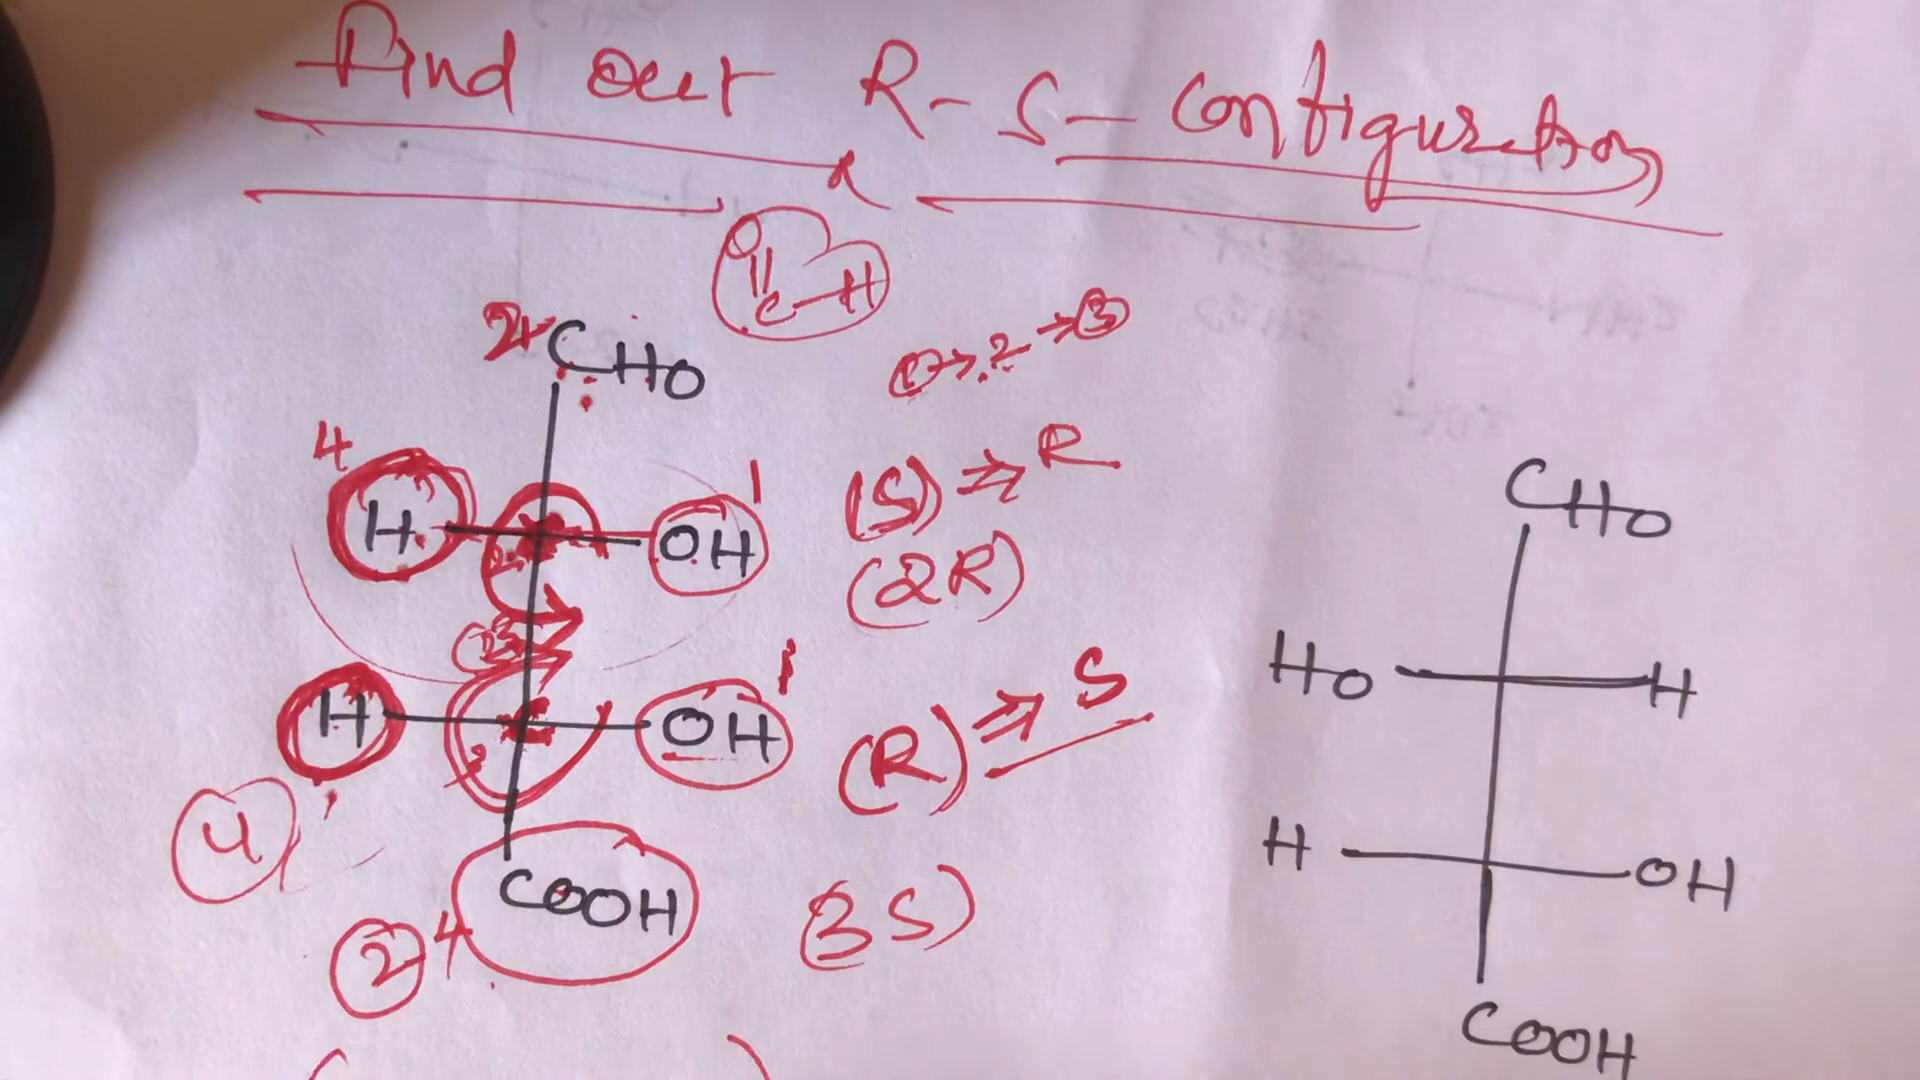 Find out R-S-configuration
O
||
C-H
2 CHO
1→2→3
4
H OH 1
(S) ⇒ R
(2R)
H OH 1
(R) ⇒ S
4
COOH
2
(3S)
CHO
HO H
H OH
COOH